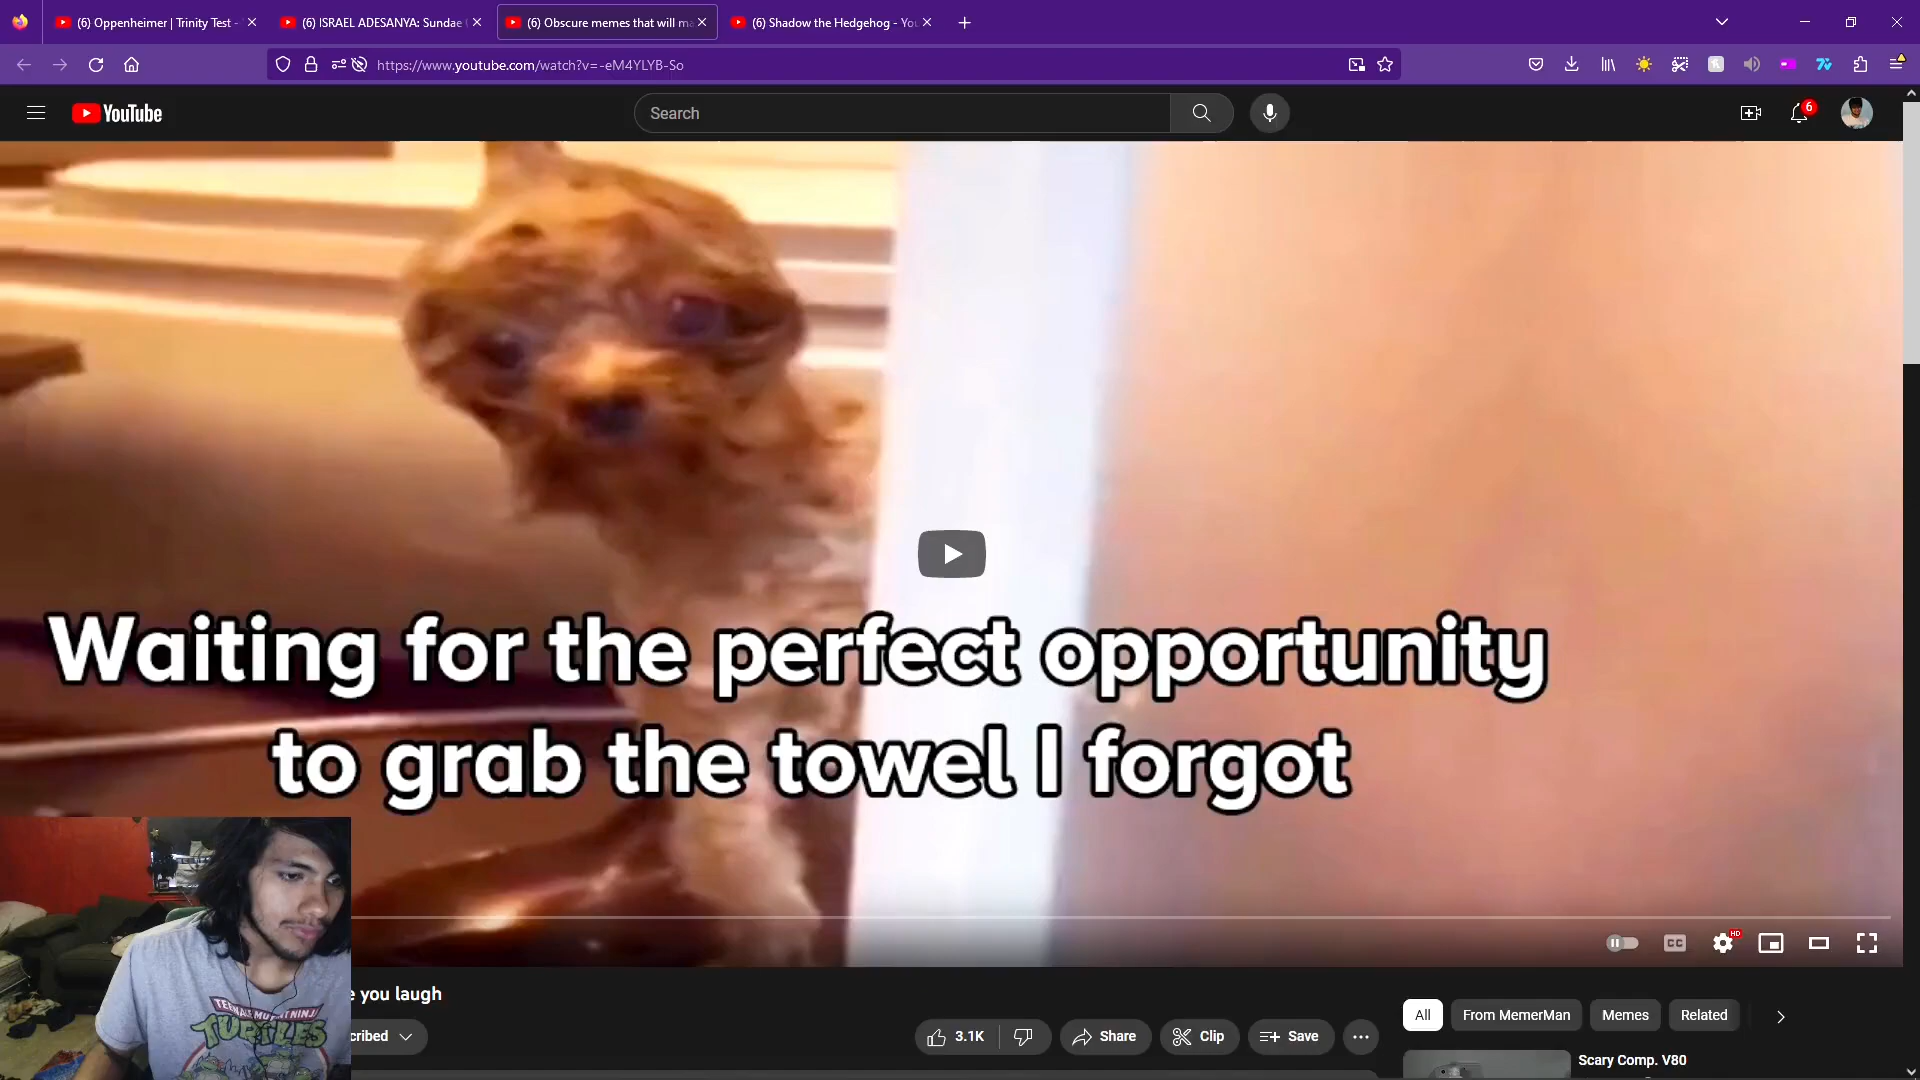 (6) Oppenheimer | Trinity Test -
(6) ISRAEL ADESANYA: Sundae
(6) Obscure memes that will ma
(6) Shadow the Hedgehog - You
https://www.youtube.com/watch?v=-eM4YLYB-So
YouTube
Search
6
Waiting for the perfect opportunity
to grab the towel I forgot
CC
HD
TEENAGE MUTANT NINJA
TURTLES
e you laugh
cribed
3.1K
Share
Clip
Save
All
From MemerMan
Memes
Related
Scary Comp. V80